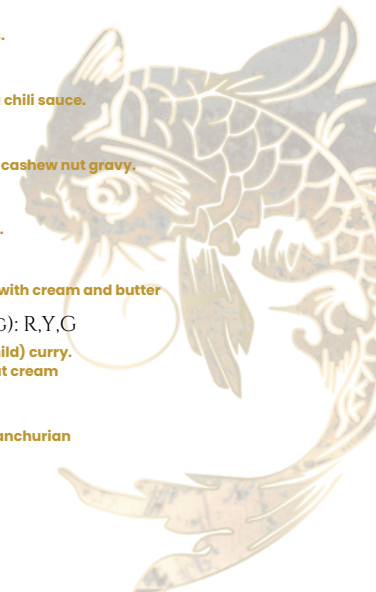 .
chili sauce.
cashew nut gravy.
.
with cream and butter
G): R,Y,G
ild) curry.
t cream
anchurian